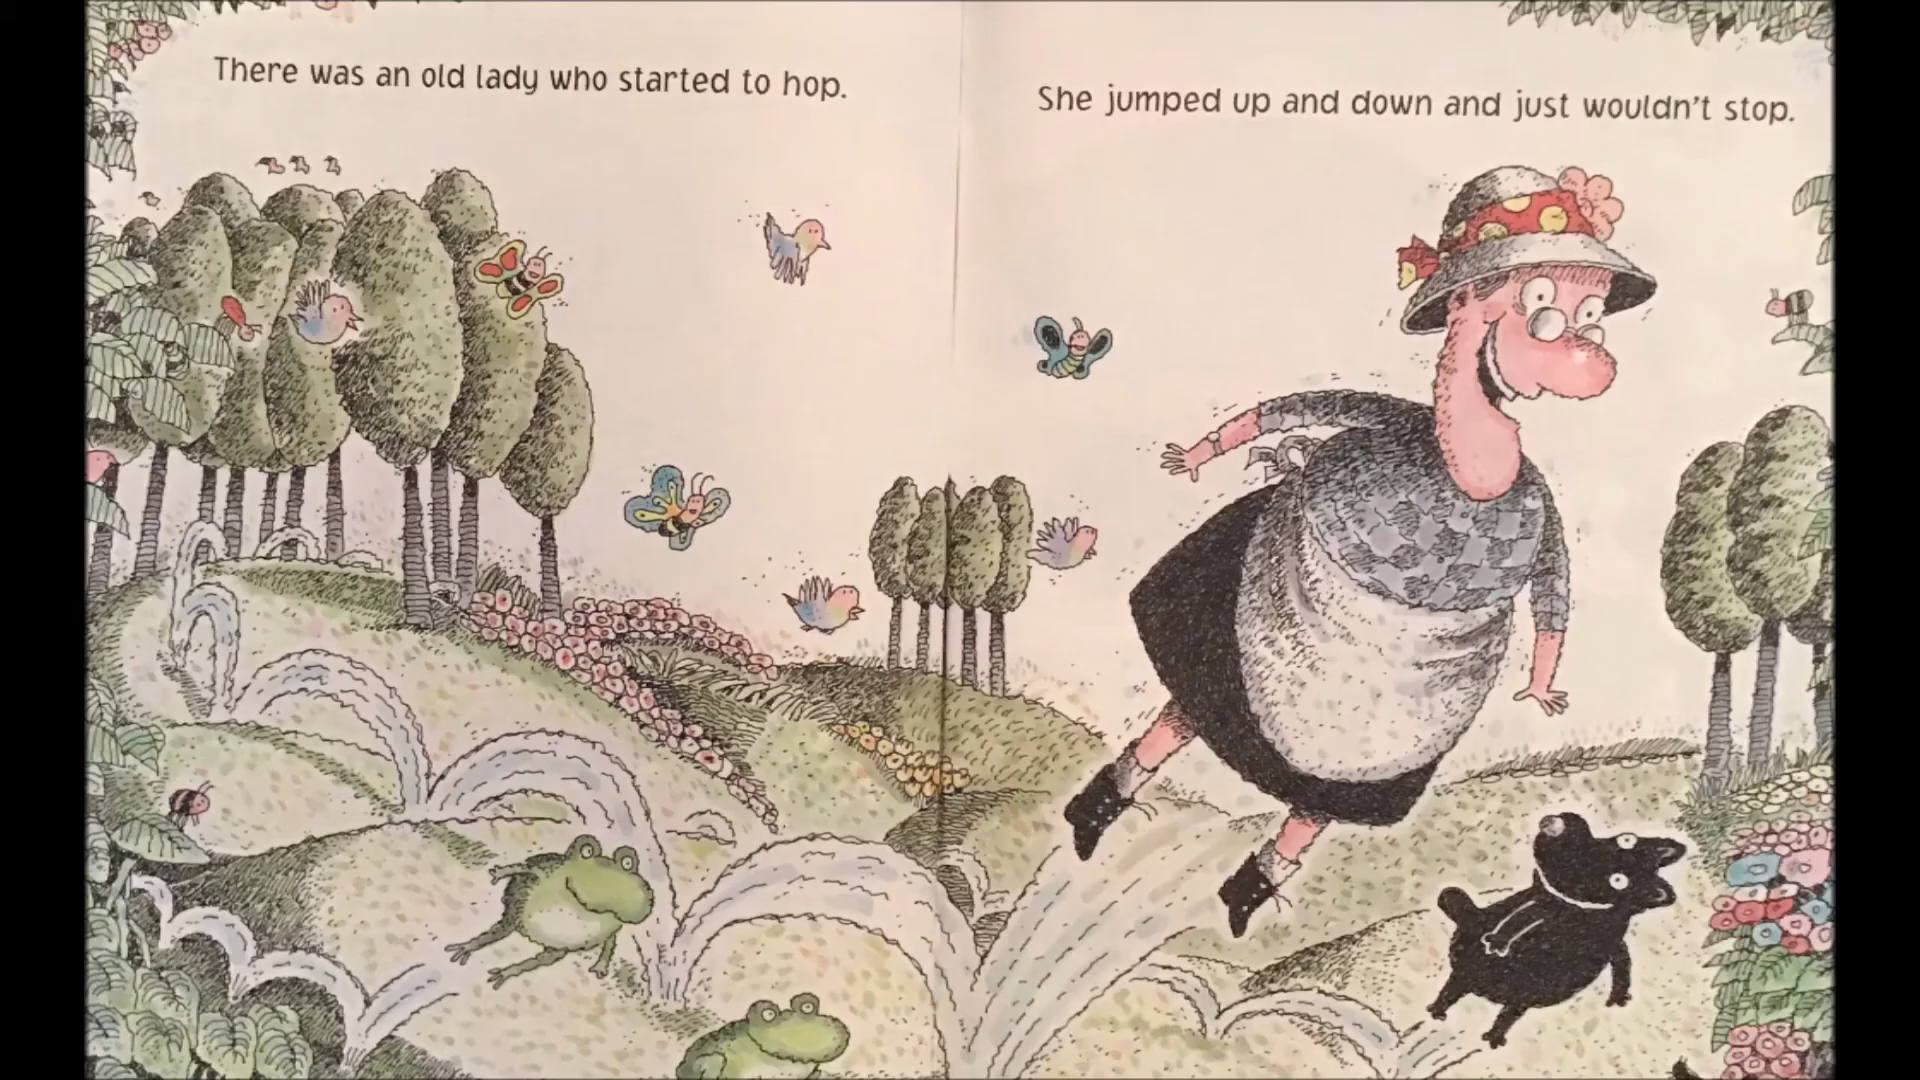 There was an old lady who started to hop.
She jumped up and down and just wouldn't stop.